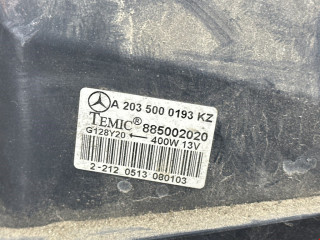 A 203 500 0193 KZ
TEMIC® 885002020
G128Y20 ← 400W 13V
2-212 0513 080103